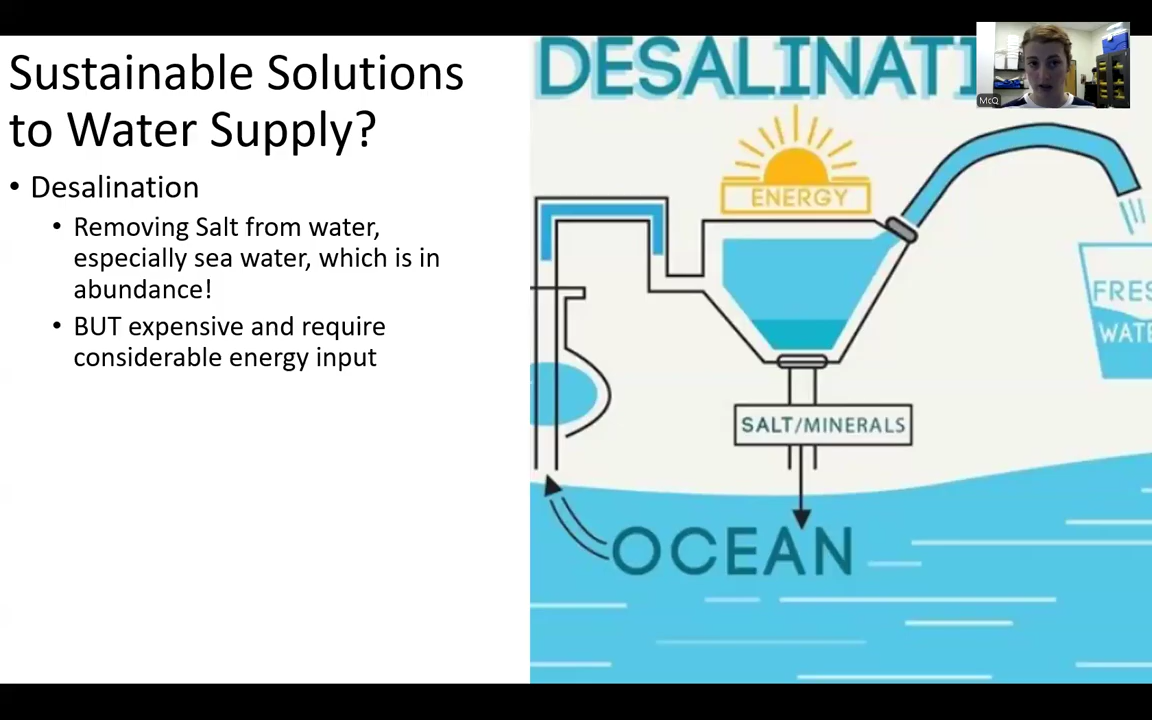 Sustainable Solutions
to Water Supply?
• Desalination
• Removing Salt from water,
especially sea water, which is in
abundance!
• BUT expensive and require
considerable energy input
DESALINATI
McQ
ENERGY
FRES
WATE
SALT/MINERALS
OCEAN